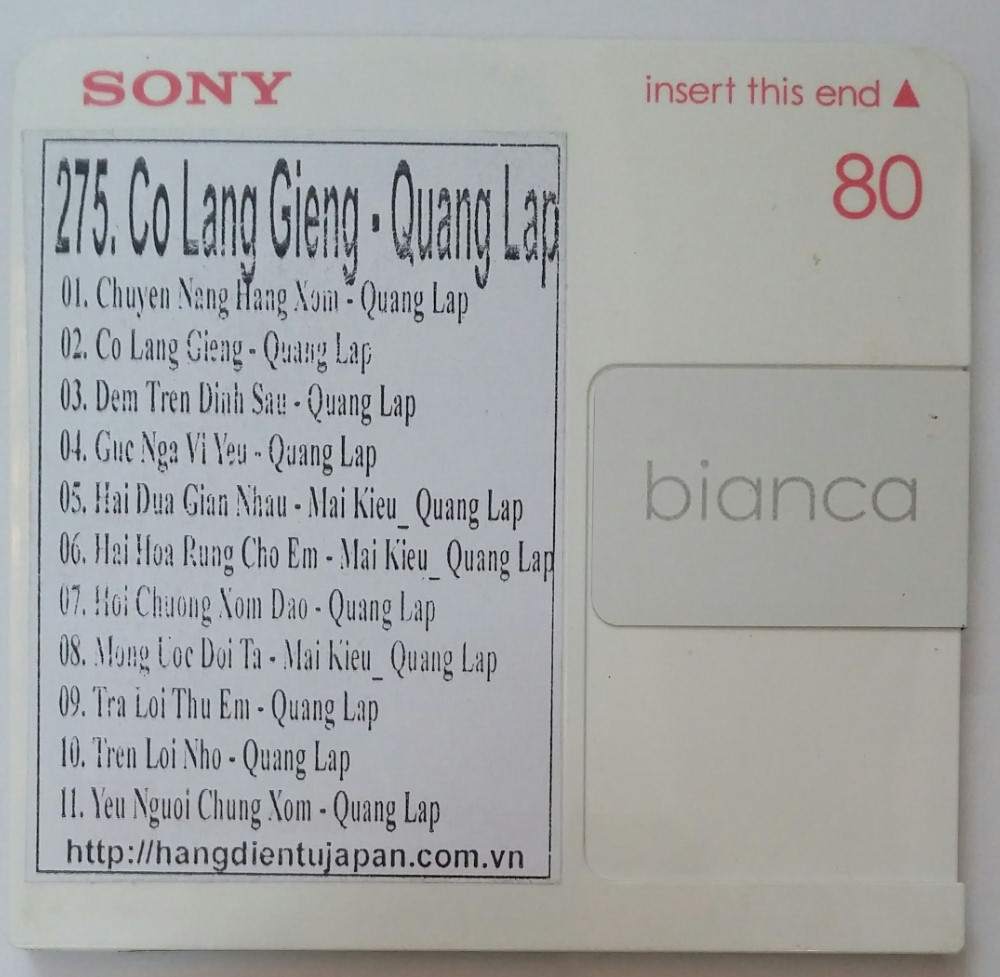 SONY
insert this end ▲
80
275. Co Lang Gieng - Quang Lap
01. Chuyen Nang Hang Xom - Quang Lap
02. Co Lang Gieng - Quang Lap
03. Dem Tren Dinh Sau - Quang Lap
04. Guc Nga Vi Yeu - Quang Lap
05. Hai Dua Gian Nhau - Mai Kieu_ Quang Lap
06. Hai Hoa Rung Cho Em - Mai Kieu_ Quang Lap
07. Hoi Chuong Xom Dao - Quang Lap
08. Mong Uoc Doi Ta - Mai Kieu_ Quang Lap
09. Tra Loi Thu Em - Quang Lap
10. Tren Loi Nho - Quang Lap
11. Yeu Nguoi Chung Xom - Quang Lap
http://hangdientujapan.com.vn
bianca